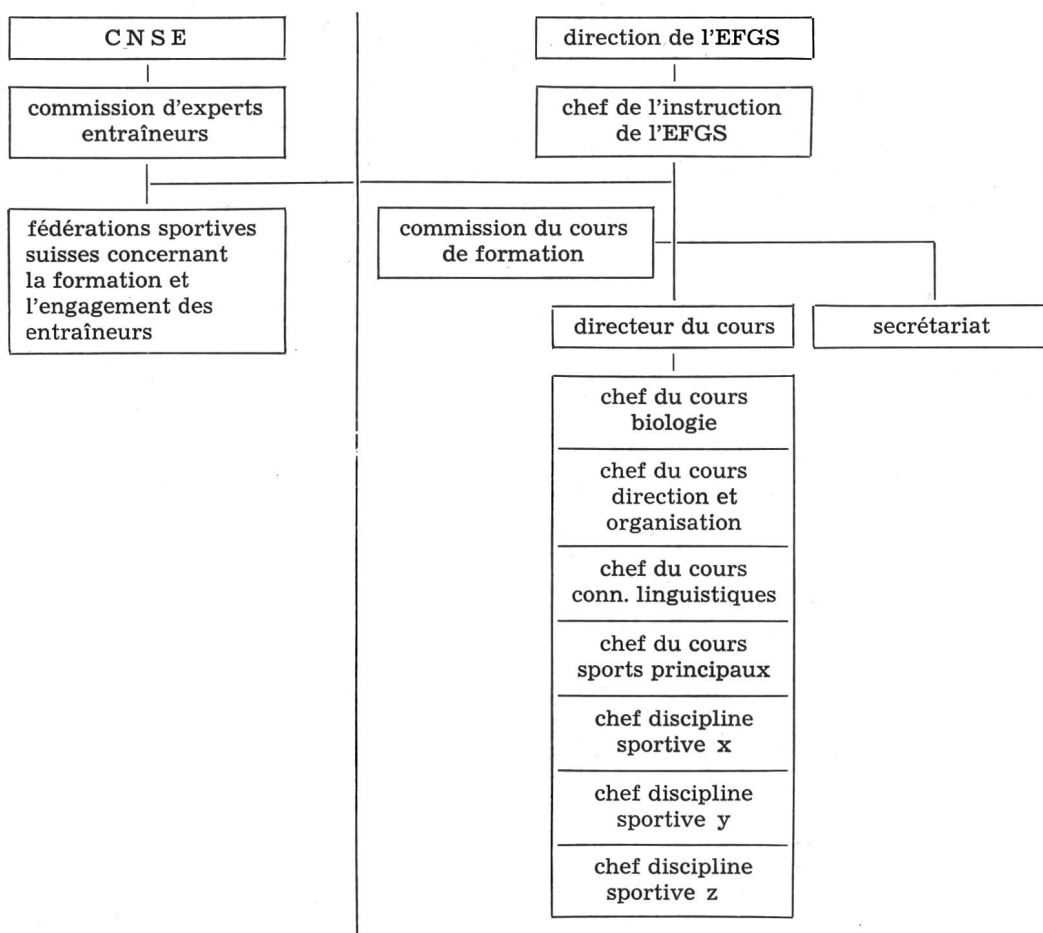 C N S E
commission d'experts
entraîneurs
fédérations sportives
suisses concernant
la formation et
l'engagement des
entraîneurs
direction de l'EFGS
chef de l'instruction
de l'EFGS
commission du cours
de formation
directeur du cours
secrétariat
chef du cours
biologie
chef du cours
direction et
organisation
chef du cours
conn. linguistiques
chef du cours
sports principaux
chef discipline
sportive x
chef discipline
sportive y
chef discipline
sportive z